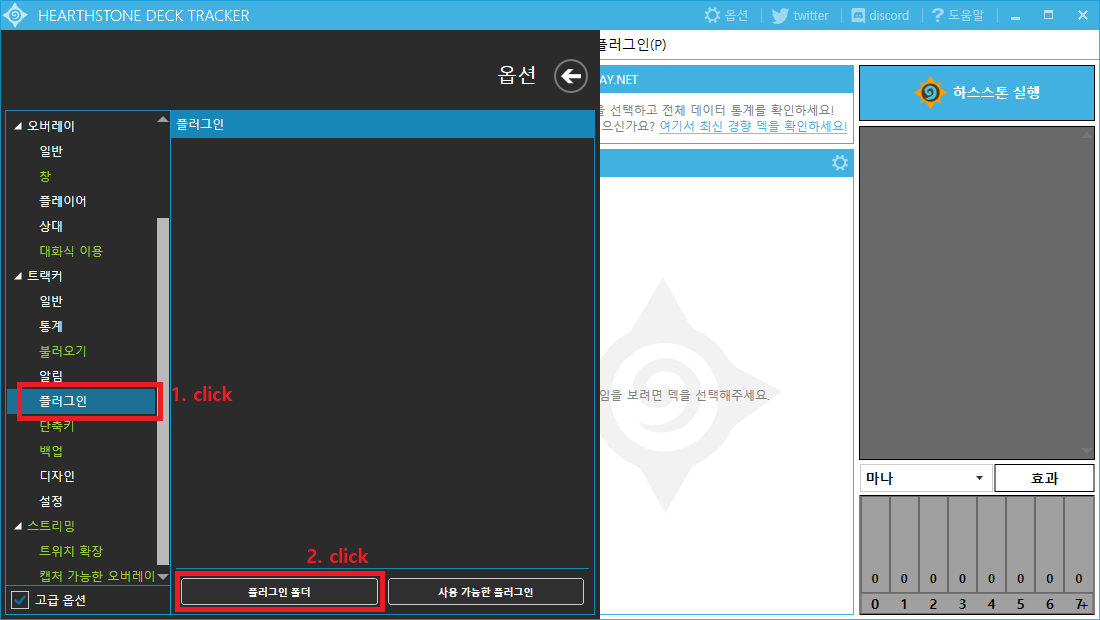 HEARTHSTONE DECK TRACKER
옵션
twitter
discord
? 도움말
옵션
플러그인(P)
오버레이
일반
창
플레이어
상대
대화식 이용
트랙커
일반
통계
불러오기
알림
플러그인
단축키
백업
디자인
설정
스트리밍
트위치 확장
캡처 가능한 오버레이
고급 옵션
플러그인
1. click
2. click
플러그인 폴더
사용 가능한 플러그인
AY.NET
선택하고 전체 데이터 통계를 확인하세요!
으신가요? 여기서 최신 경향 덱을 확인하세요!
임을 보려면 덱을 선택해주세요.
하스스톤 실행
마나
효과
0 0 0 0 0 0 0 0
0 1 2 3 4 5 6 7+